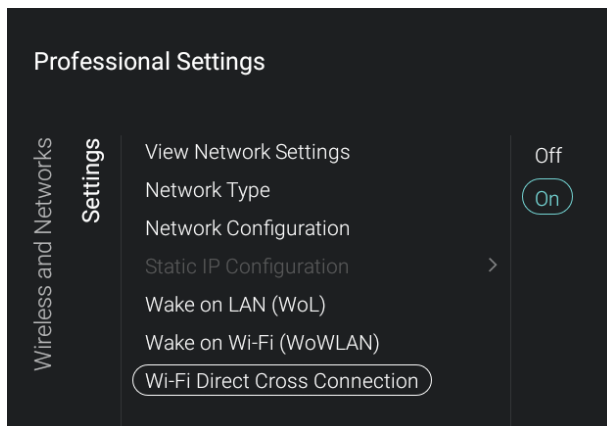 Professional Settings
Wireless and Networks
Settings
View Network Settings
Network Type
Network Configuration
Static IP Configuration
Wake on LAN (WoL)
Wake on Wi-Fi (WoWLAN)
Wi-Fi Direct Cross Connection
Off
On